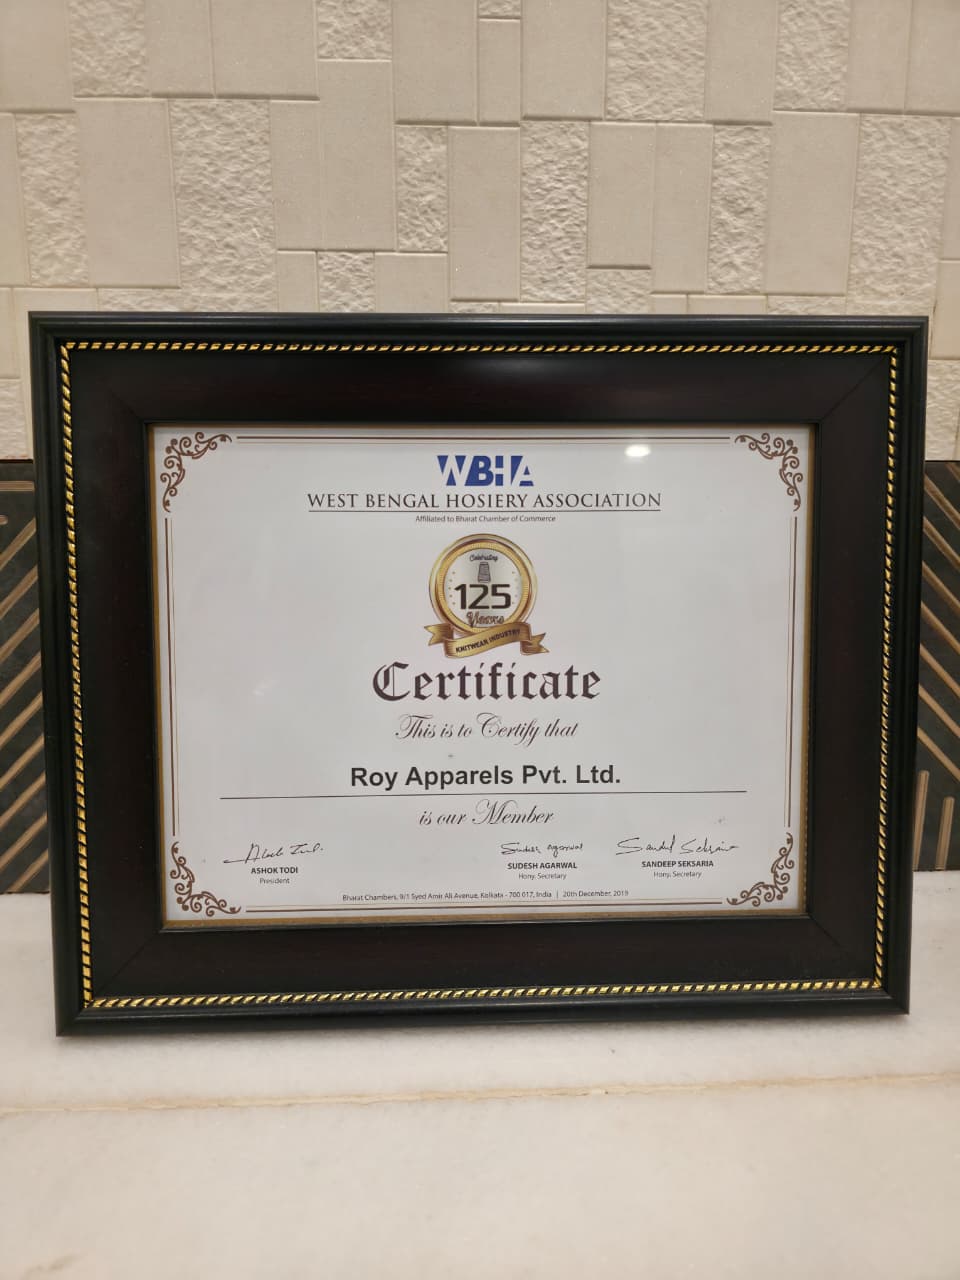 WBHA
WEST BENGAL HOSIERY ASSOCIATION
Affiliated to Bharat Chamber of Commerce
Celebrating
125
Years
KNITWEAR INDUSTRY
Certificate
This is to Certify that
Roy Apparels Pvt. Ltd.
is our Member
ASHOK TODI
President
Sudesh Agarwal
SUDESH AGARWAL
Hony. Secretary
SANDEEP SEKSARIA
Hony. Secretary
Bharat Chambers, 9/1 Syed Amir Ali Avenue, Kolkata - 700 017, India | 20th December, 2019